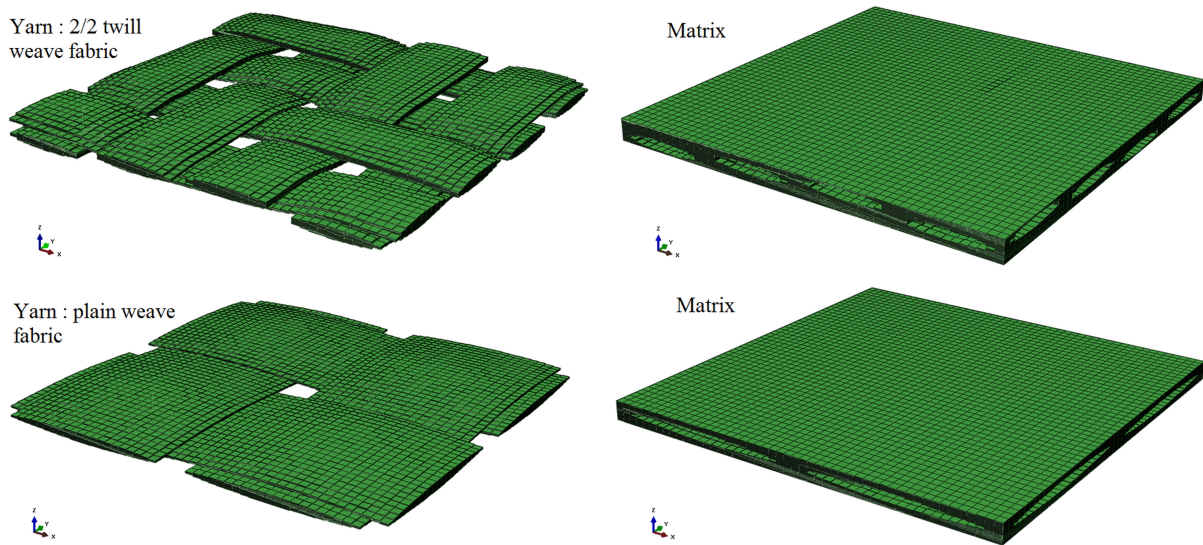 Yarn : 2/2 twill
weave fabric
Matrix
Z
Y
X
Z
Y
X
Yarn : plain weave
fabric
Matrix
Z
Y
X
Z
Y
X